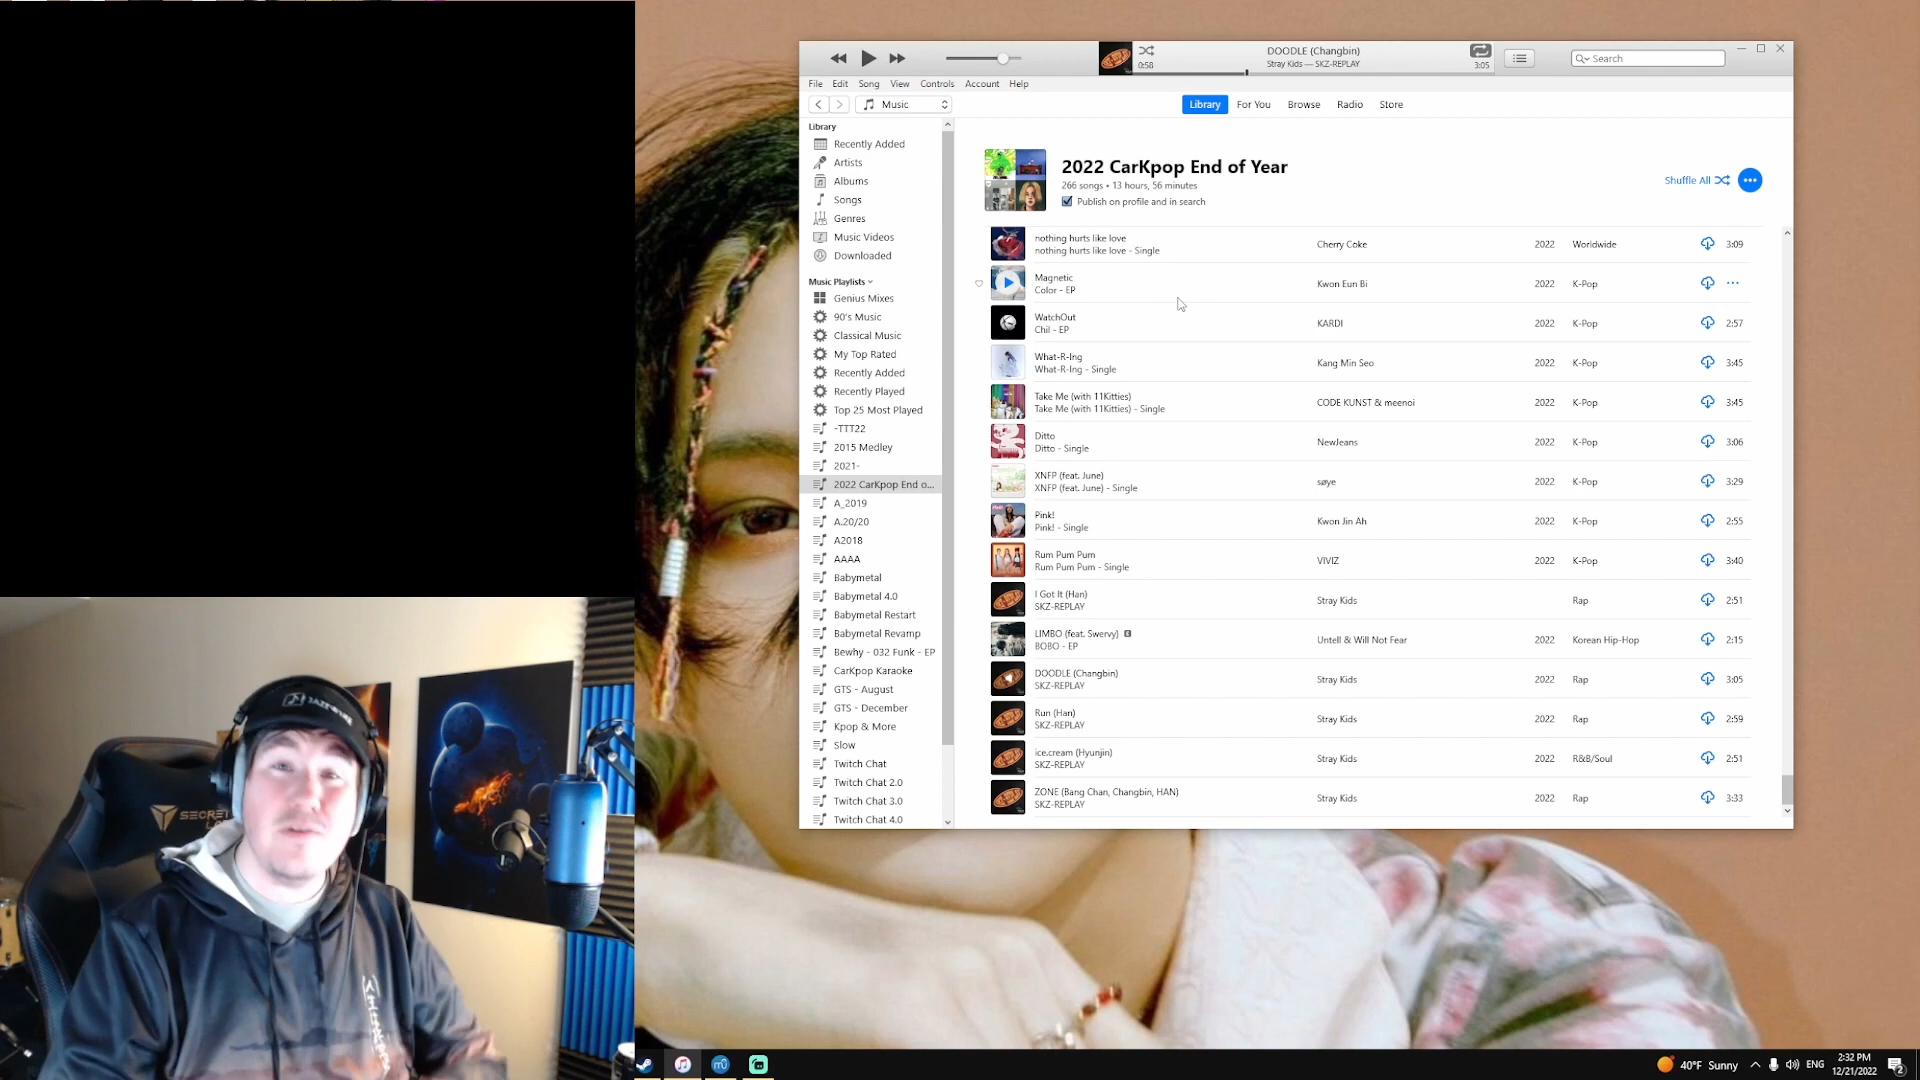 DOODLE (Changbin)
0:58
Stray Kids — SKZ-REPLAY
3:05
Search
File Edit Song View Controls Account Help
Music
Library For You Browse Radio Store
Library
Recently Added
Artists
Albums
Songs
Genres
Music Videos
Downloaded
Music Playlists
Genius Mixes
90's Music
Classical Music
My Top Rated
Recently Added
Recently Played
Top 25 Most Played
-TTT22
2015 Medley
2021-
2022 CarKpop End o...
A_2019
A.20/20
A2018
AAAA
Babymetal
Babymetal 4.0
Babymetal Restart
Babymetal Revamp
Bewhy - 032 Funk - EP
CarKpop Karaoke
GTS - August
GTS - December
Kpop & More
Slow
Twitch Chat
Twitch Chat 2.0
Twitch Chat 3.0
Twitch Chat 4.0
2022 CarKpop End of Year
266 songs • 13 hours, 56 minutes
Publish on profile and in search
Shuffle All
nothing hurts like love
nothing hurts like love - Single
Cherry Coke 2022 Worldwide 3:09
Magnetic
Color - EP
Kwon Eun Bi 2022 K-Pop ...
WatchOut
Chil - EP
KARDI 2022 K-Pop 2:57
What-R-Ing
What-R-Ing - Single
Kang Min Seo 2022 K-Pop 3:45
Take Me (with 11Kitties)
Take Me (with 11Kitties) - Single
CODE KUNST & meenoi 2022 K-Pop 3:45
Ditto
Ditto - Single
NewJeans 2022 K-Pop 3:06
XNFP (feat. June)
XNFP (feat. June) - Single
søye 2022 K-Pop 3:29
Pink!
Pink! - Single
Kwon Jin Ah 2022 K-Pop 2:55
Rum Pum Pum
Rum Pum Pum - Single
VIVIZ 2022 K-Pop 3:40
I Got It (Han)
SKZ-REPLAY
Stray Kids Rap 2:51
LIMBO (feat. Swervy) E
BOBO - EP
Untell & Will Not Fear 2022 Korean Hip-Hop 2:15
DOODLE (Changbin)
SKZ-REPLAY
Stray Kids 2022 Rap 3:05
Run (Han)
SKZ-REPLAY
Stray Kids 2022 Rap 2:59
ice.cream (Hyunjin)
SKZ-REPLAY
Stray Kids 2022 R&B/Soul 2:51
ZONE (Bang Chan, Changbin, HAN)
SKZ-REPLAY
Stray Kids 2022 Rap 3:33
40°F Sunny
ENG
2:32 PM
12/21/2022
2